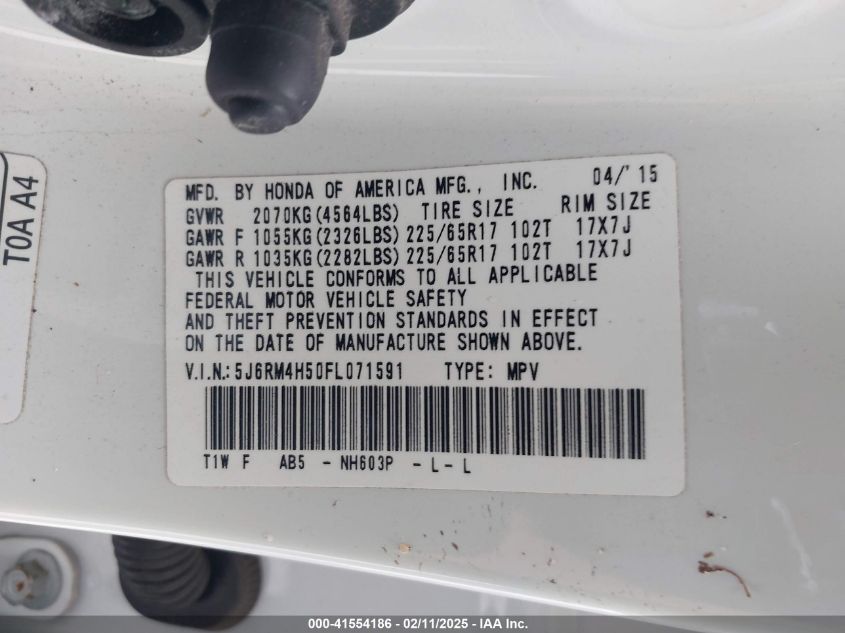 MFD. BY HONDA OF AMERICA MFG., INC. 04/'15
GVWR 2070KG(4564LBS) TIRE SIZE RIM SIZE
GAWR F 1055KG(2326LBS) 225/65R17 102T 17X7J
GAWR R 1035KG(2282LBS) 225/65R17 102T 17X7J
THIS VEHICLE CONFORMS TO ALL APPLICABLE
FEDERAL MOTOR VEHICLE SAFETY
AND THEFT PREVENTION STANDARDS IN EFFECT
ON THE DATE OF MANUFACTURE SHOWN ABOVE.
V.I.N.:5J6RM4H50FL071591 TYPE: MPV
T1W F AB5 - NH603P - L - L
T0A A4
000-41554186 - 02/11/2025 - IAA Inc.